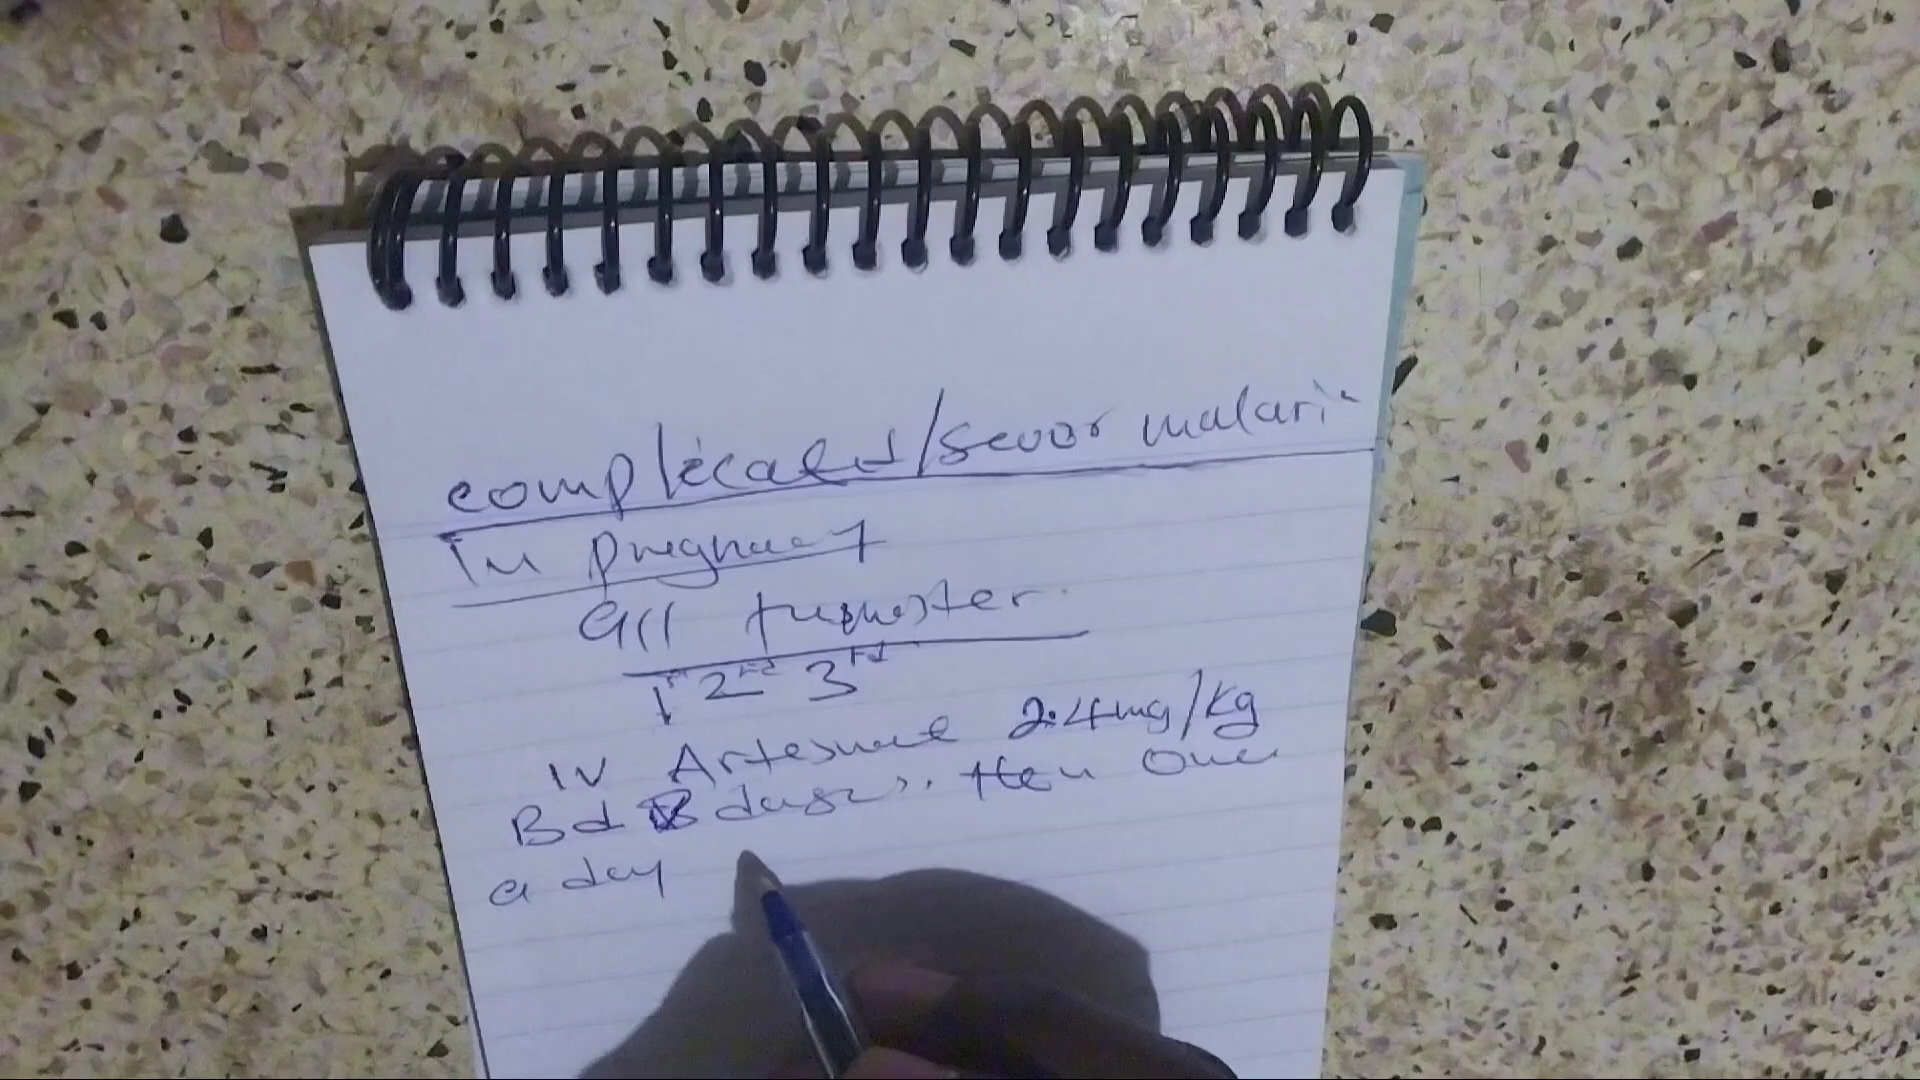 complicated/sever malaria
In pregnancy
all trimester
1st 2nd 3rd
IV Artesunate 2.4mg/kg
Bd days. then once
a day